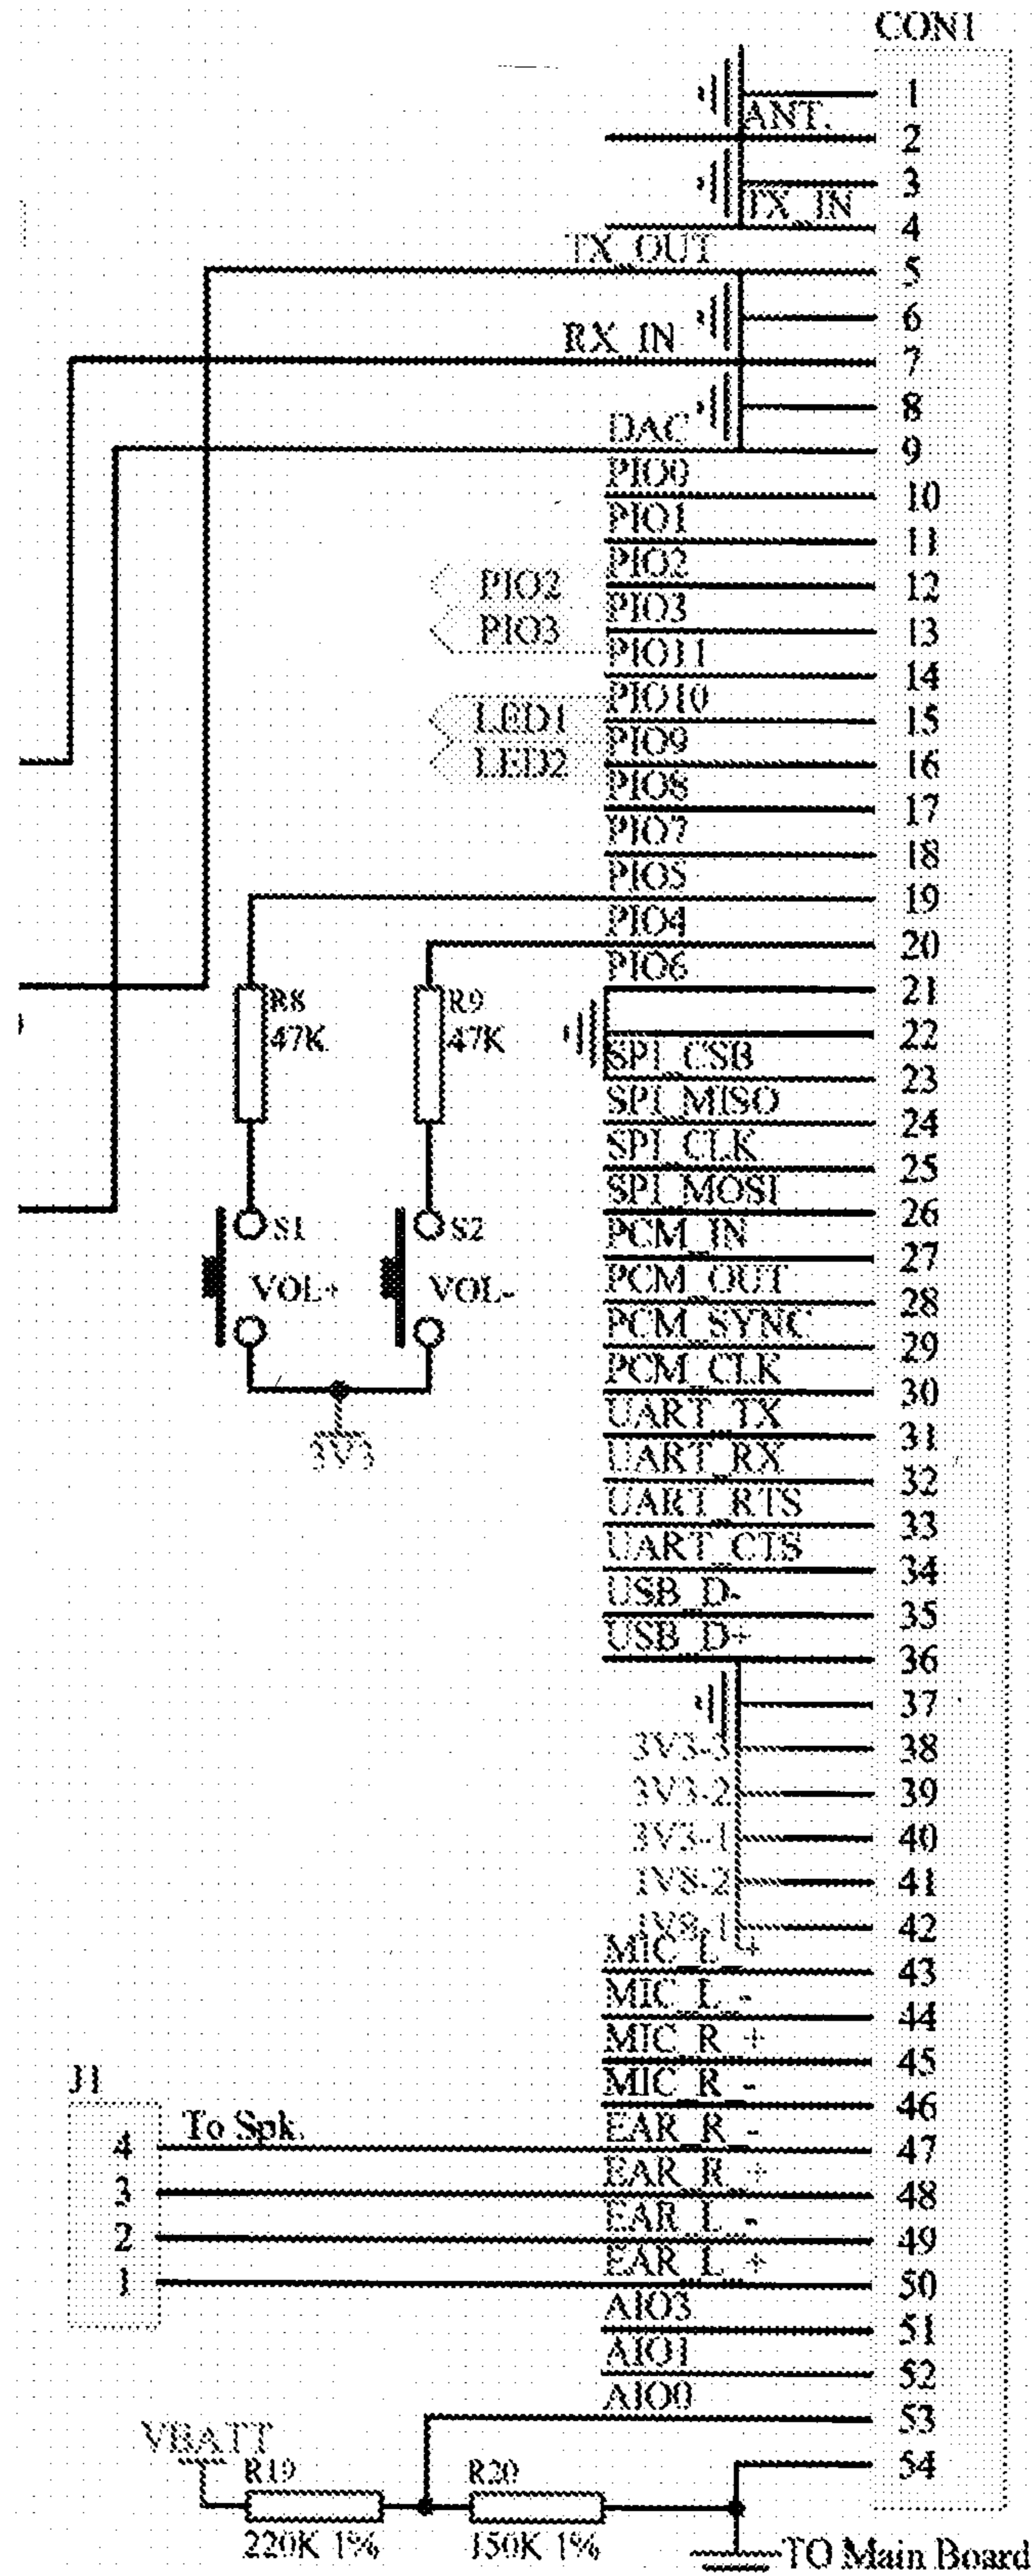 CON1
1
ANT.
2
3
TX_IN
4
TX_OUT
5
6
RX_IN
7
8
DAC
9
PIO0
10
PIO1
11
PIO2
PIO2
12
PIO3
PIO3
13
PIO11
14
PIO10
LED1
15
PIO9
LED2
16
PIO8
17
PIO7
18
PIO5
19
PIO4
20
PIO6
21
R8
47K
R9
47K
22
SPI_CSB
23
SPI_MISO
24
SPI_CLK
25
SPI_MOSI
26
S1
S2
PCM_IN
27
VOL+
VOL-
PCM_OUT
28
PCM_SYNC
29
PCM_CLK
30
UART_TX
31
3V3
UART_RX
32
UART_RTS
33
UART_CTS
34
USB_D-
35
USB_D+
36
37
3V3-3
38
3V3-2
39
3V3-1
40
1V8-2
41
1V8-1
42
MIC_L_+
43
MIC_L_-
44
MIC_R_+
45
J1
MIC_R_-
46
To Spk.
EAR_R_-
4
47
EAR_R_+
3
48
EAR_L_-
2
49
EAR_L_+
1
50
AIO3
51
AIO1
52
AIO0
53
VBATT
54
R19
R20
220K 1%
150K 1%
TO Main Board